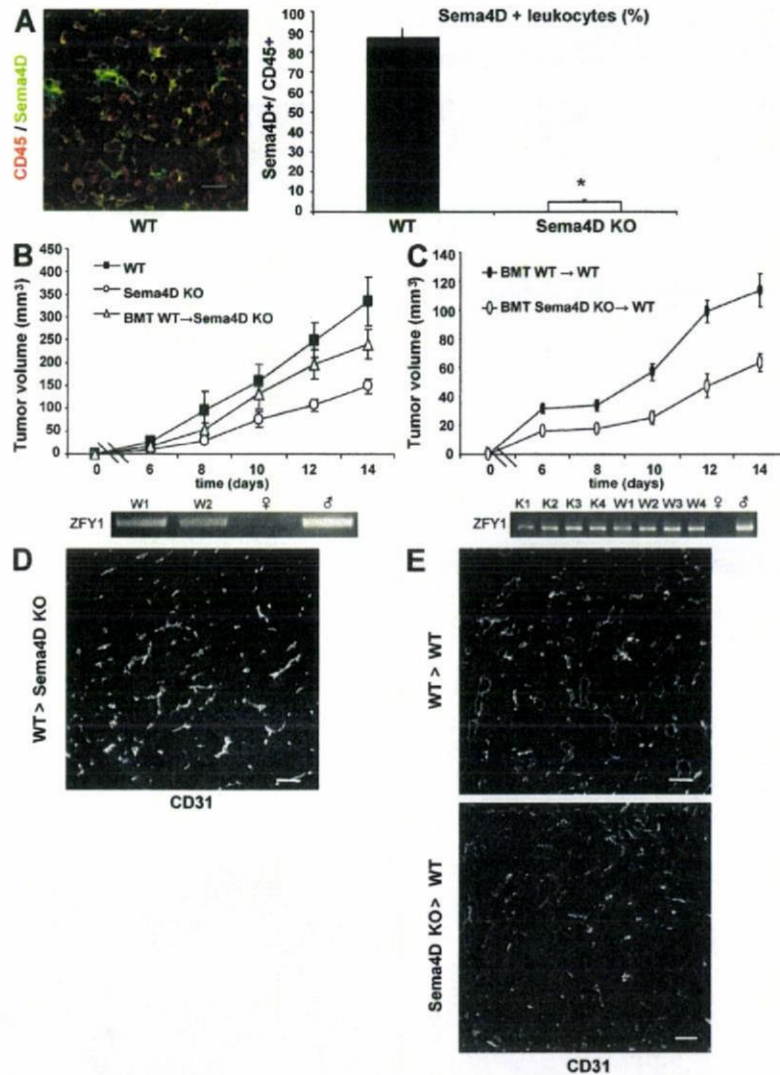 A
CD45 / Sema4D
WT
Sema4D + leukocytes (%)
Sema4D+/ CD45+
90
80
70
60
50
40
30
20
10
0
*
WT
Sema4D KO
B
Tumor volume (mm³)
450
400
350
300
250
200
150
100
50
0
WT
Sema4D KO
BMT WT→Sema4D KO
0 6 8 10 12 14
time (days)
W1 W2 ♀ ♂
ZFY1
C
Tumor volume (mm³)
140
120
100
80
60
40
20
0
BMT WT → WT
BMT Sema4D KO→ WT
0 6 8 10 12 14
time (days)
K1 K2 K3 K4 W1 W2 W3 W4 ♀ ♂
ZFY1
D
WT > Sema4D KO
CD31
E
WT > WT
Sema4D KO > WT
CD31